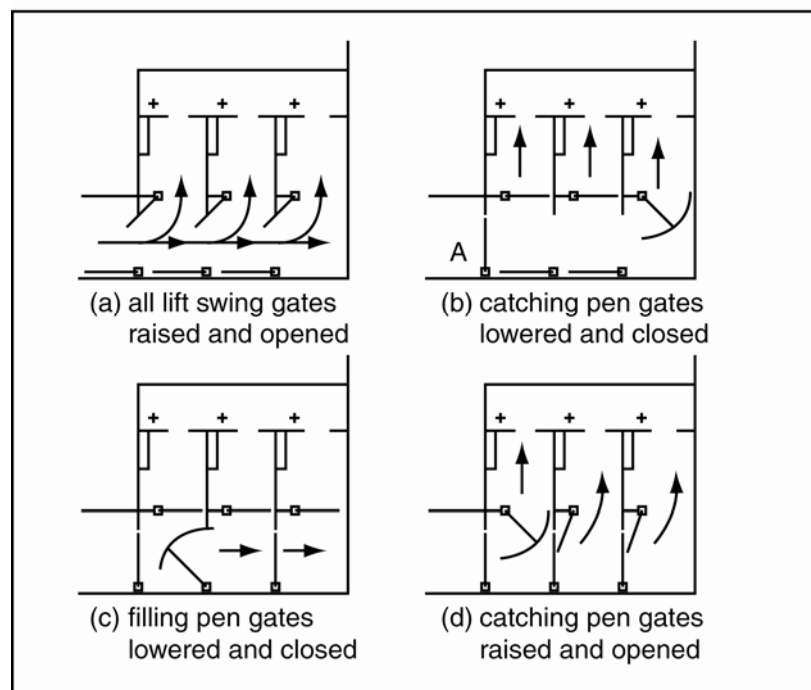 A
(a) all lift swing gates
raised and opened
(b) catching pen gates
lowered and closed
(c) filling pen gates
lowered and closed
(d) catching pen gates
raised and opened